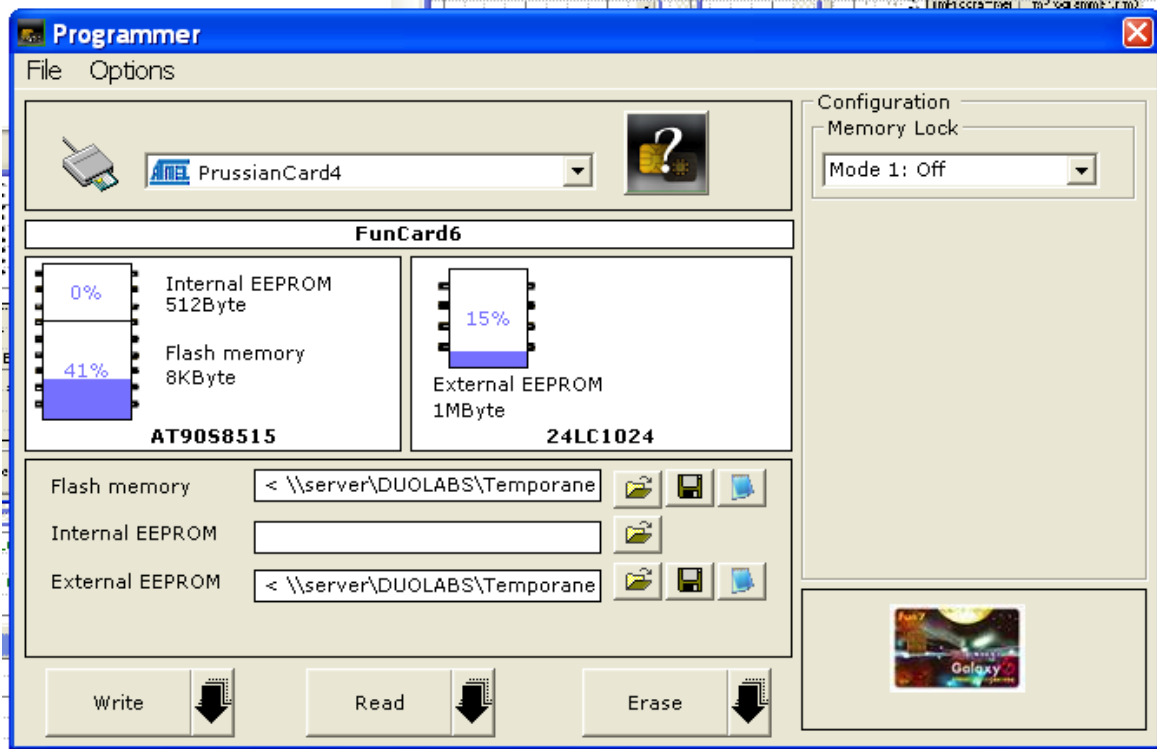 Programmer
File Options
Configuration
Memory Lock
Mode 1: Off
ATMEL PrussianCard4
FunCard6
0%
Internal EEPROM
512Byte
41%
Flash memory
8KByte
AT90S8515
15%
External EEPROM
1MByte
24LC1024
Flash memory < \\server\DUOLABS\Temporane
Internal EEPROM
External EEPROM < \\server\DUOLABS\Temporane
Write Read Erase
Fun7
Galaxy